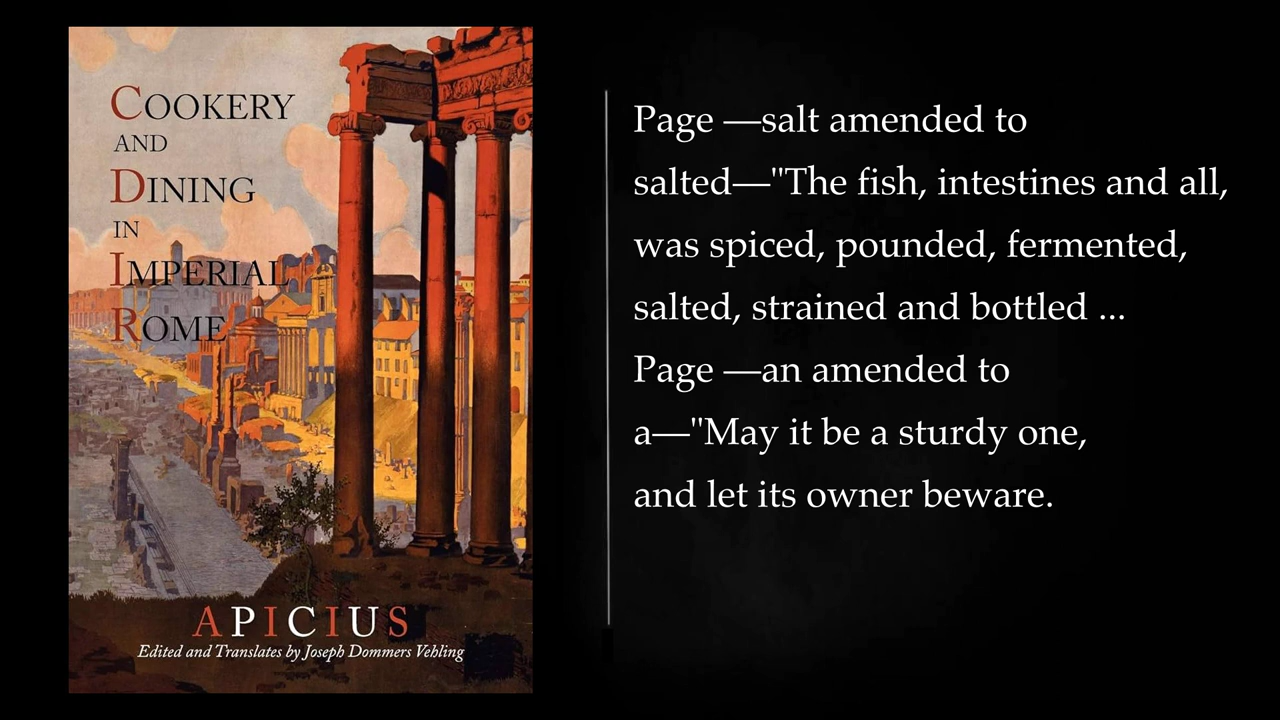 COOKERY
AND
DINING
IN
IMPERIAL
ROME
APICIUS
Edited and Translates by Joseph Dommers Vehling
Page —salt amended to
salted—"The fish, intestines and all,
was spiced, pounded, fermented,
salted, strained and bottled ...
Page —an amended to
a—"May it be a sturdy one,
and let its owner beware.